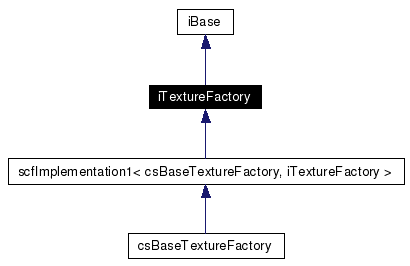 iBase
iTextureFactory
scfImplementation1< csBaseTextureFactory, iTextureFactory >
csBaseTextureFactory